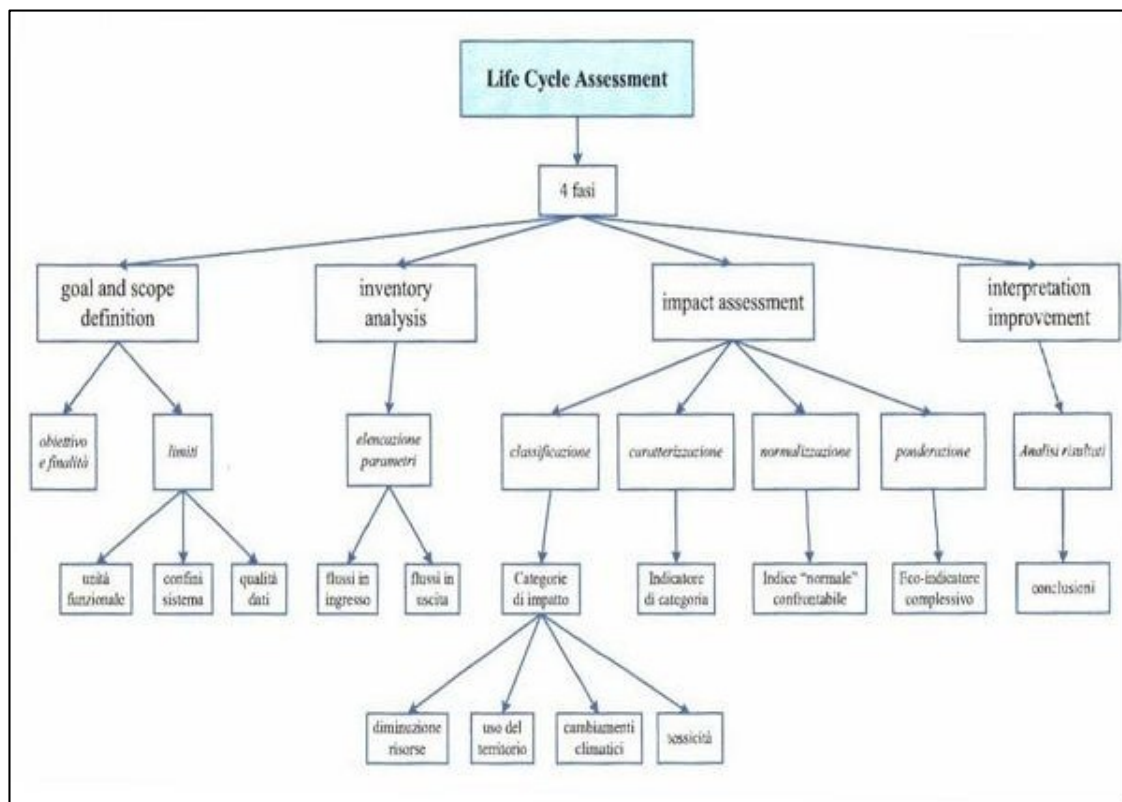 Life Cycle Assessment
4 fasi
goal and scope
definition
inventory
analysis
impact assessment
interpretation
improvement
obiettivo
e finalità
limiti
elencazione
parametri
classificazione
caratterizzazione
normalizzazione
ponderazione
Analisi risultati
unità
funzionale
confini
sistema
qualità
dati
flussi in
ingresso
flussi in
uscita
Categorie
di impatto
Indicatore
di categoria
Indice "normale"
confrontabile
Eco-indicatore
complessivo
conclusioni
diminuzione
risorse
uso del
territorio
cambiamenti
climatici
tossicità